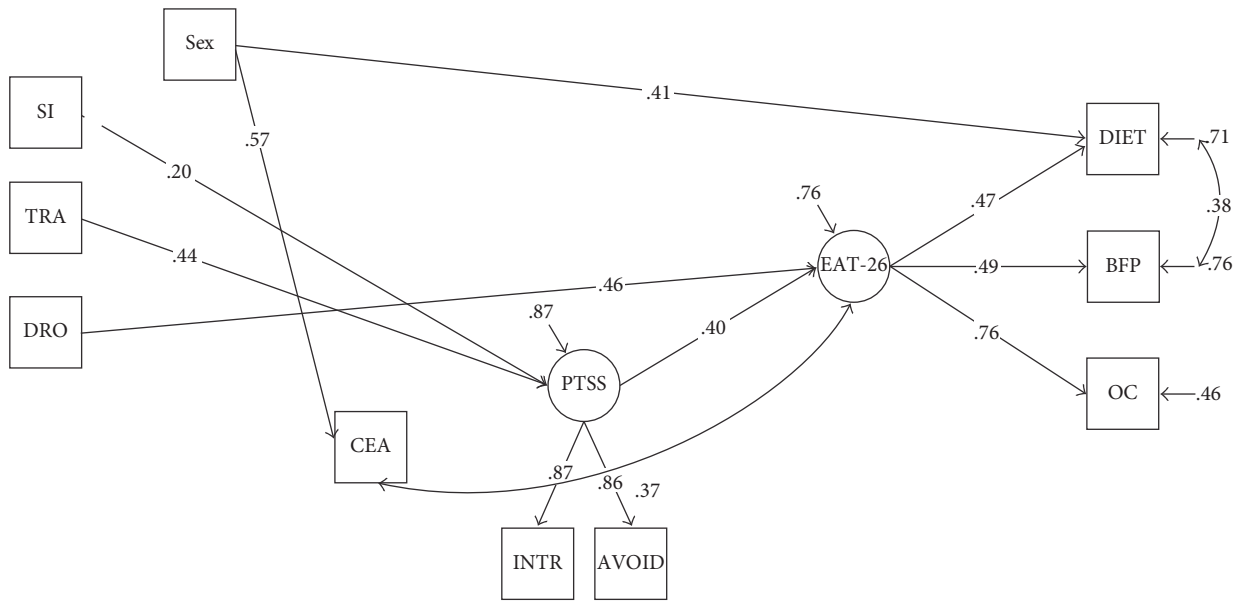 Sex
SI
.41
DIET
.71
.57
.20
.76
.47
.38
TRA
.44
EAT-26
.49
BFP
.76
.46
DRO
.87
.40
.76
PTSS
OC
.46
CEA
.87
.86
.37
INTR
AVOID